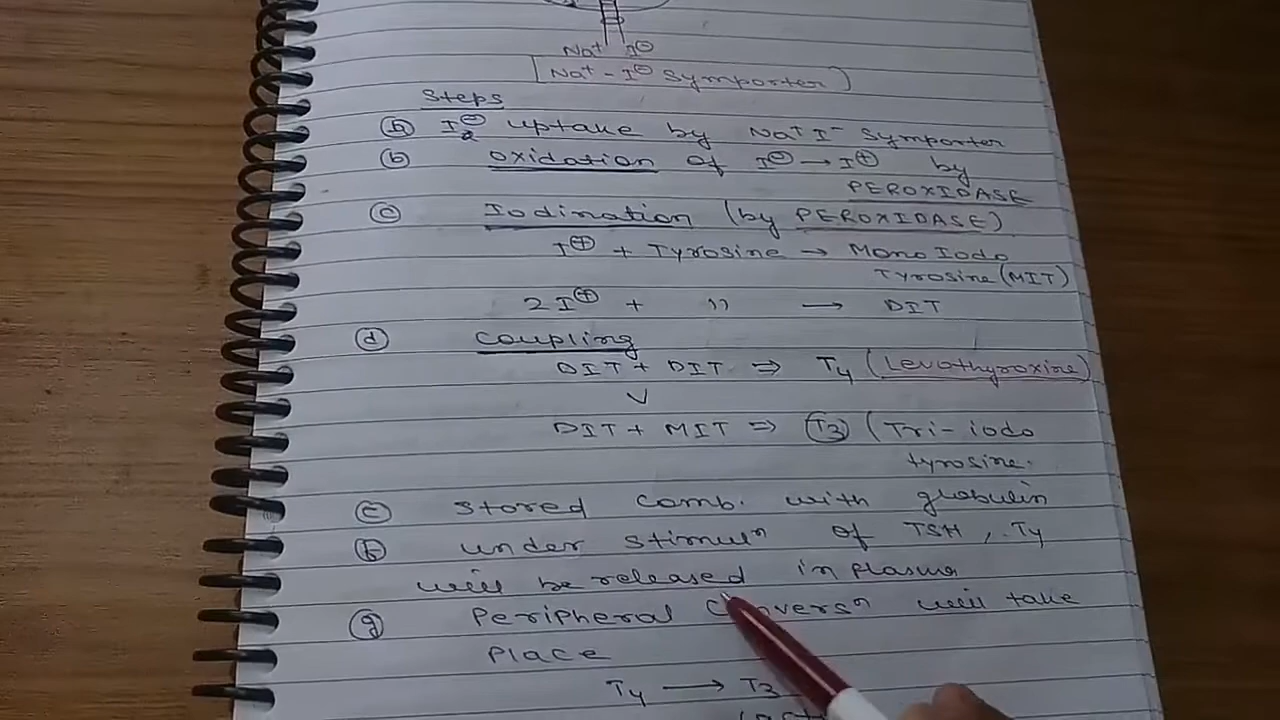 Na⁺ I⊖
[Na⁺ - I⊖ Symporter]
Steps
ⓐ I₂⊖ uptake by Na⁺ I⁻ Symporter
ⓑ oxidation of I⊖ → I⊕ by
PEROXIDASE
ⓒ Iodination (by PEROXIDASE)
I⊕ + Tyrosine → Mono Iodo
Tyrosine (MIT)
2I⊕ + ” → DIT
ⓓ Coupling
DIT + DIT ⇒ T₄ (Levothyroxine)
DIT + MIT ⇒ T₃ (Tri-iodo
tyrosine.
ⓔ stored comb. with globulin
ⓕ under stimulⁿ of TSH, T₄
will be released in plasma
ⓖ Peripheral Conversⁿ will take
place
T₄ → T₃